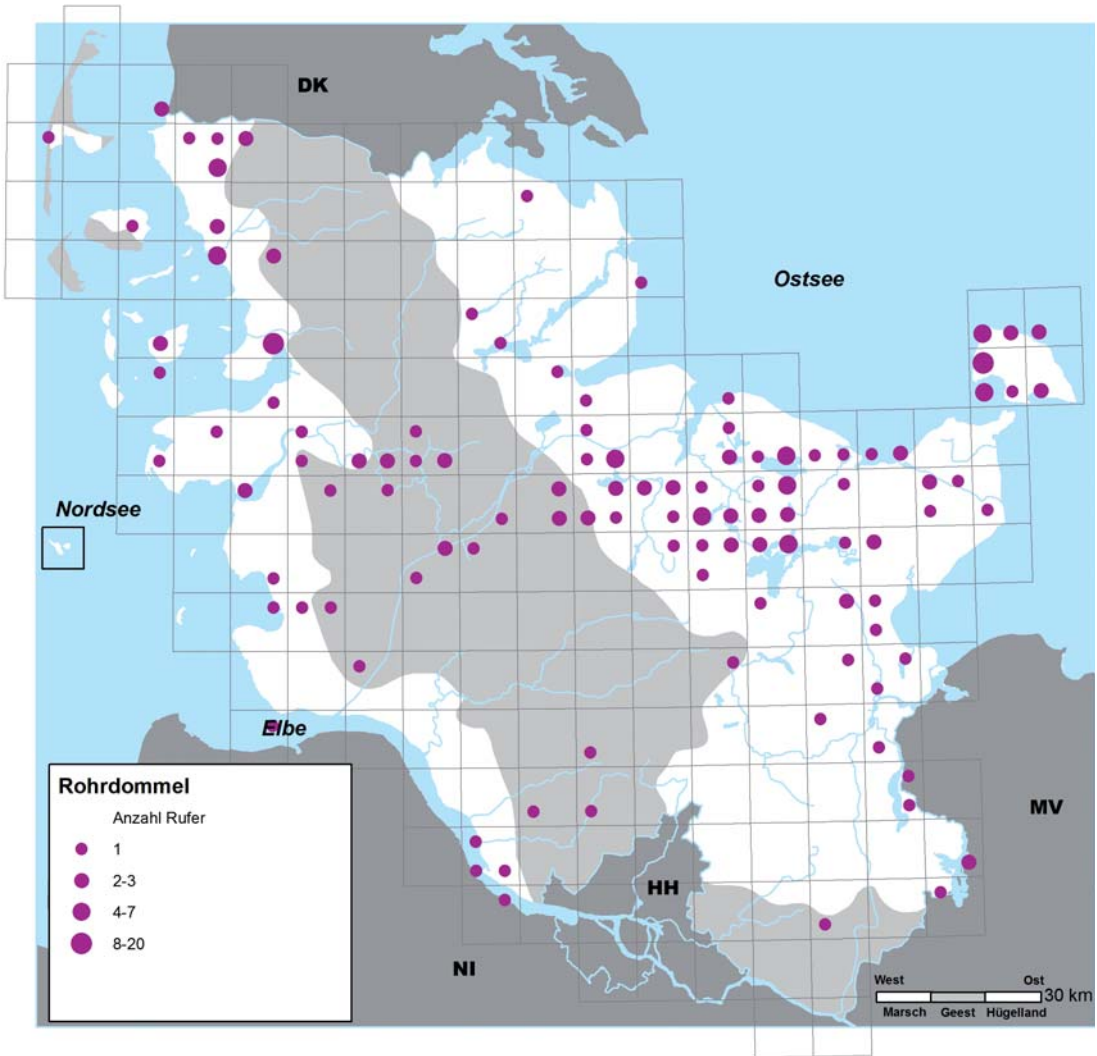 DK
Ostsee
Nordsee
Elbe
Rohrdommel
Anzahl Rufer
1
2-3
4-7
8-20
HH
MV
NI
West Ost
30 km
Marsch Geest Hügelland